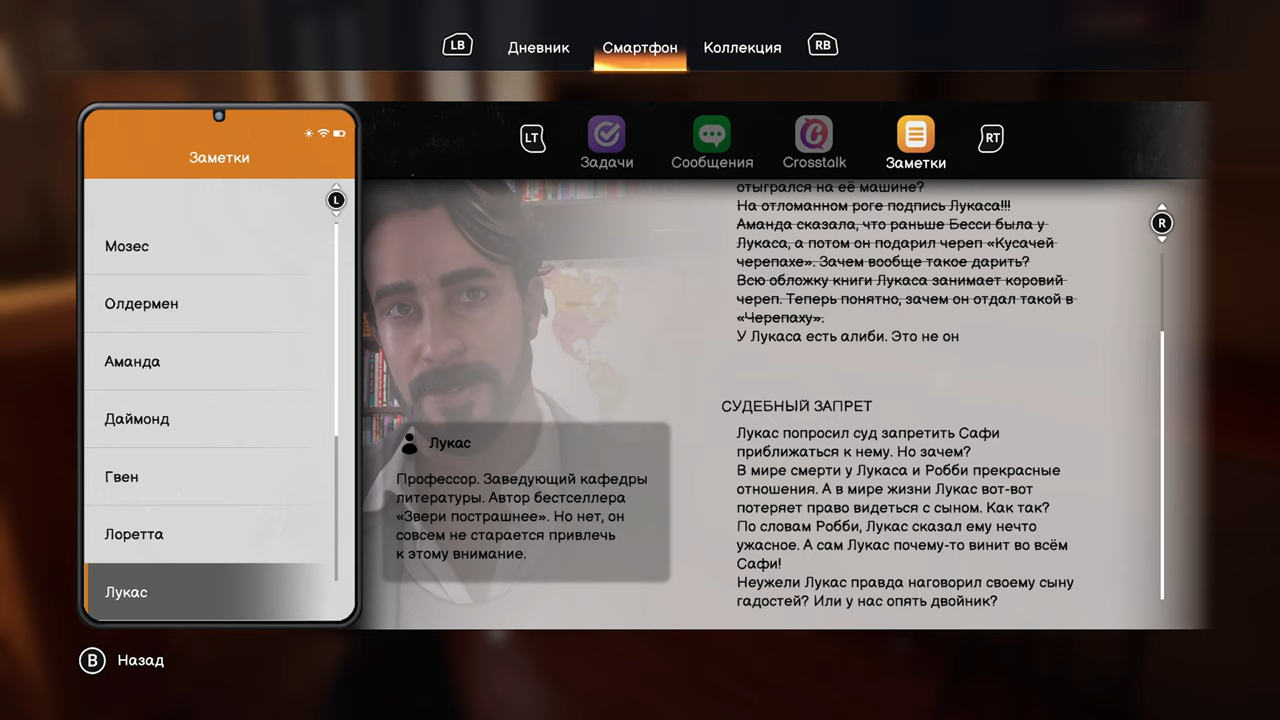 LB
Дневник
Смартфон
Коллекция
RB
Заметки
L
Мозес
Олдермен
Аманда
Даймонд
Гвен
Лоретта
Лукас
LT
Задачи
Сообщения
Crosstalk
Заметки
RT
Лукас
Профессор. Заведующий кафедры
литературы. Автор бестселлера
«Звери пострашнее». Но нет, он
совсем не старается привлечь
к этому внимание.
отыгрался на её машине?
На отломанном роге подпись Лукаса!!!
Аманда сказала, что раньше Бесси была у
Лукаса, а потом он подарил череп «Кусачей
черепахе». Зачем вообще такое дарить?
Всю обложку книги Лукаса занимает коровий
череп. Теперь понятно, зачем он отдал такой в
«Черепаху».
У Лукаса есть алиби. Это не он
СУДЕБНЫЙ ЗАПРЕТ
Лукас попросил суд запретить Сафи
приближаться к нему. Но зачем?
В мире смерти у Лукаса и Робби прекрасные
отношения. А в мире жизни Лукас вот-вот
потеряет право видеться с сыном. Как так?
По словам Робби, Лукас сказал ему нечто
ужасное. А сам Лукас почему-то винит во всём
Сафи!
Неужели Лукас правда наговорил своему сыну
гадостей? Или у нас опять двойник?
R
B Назад